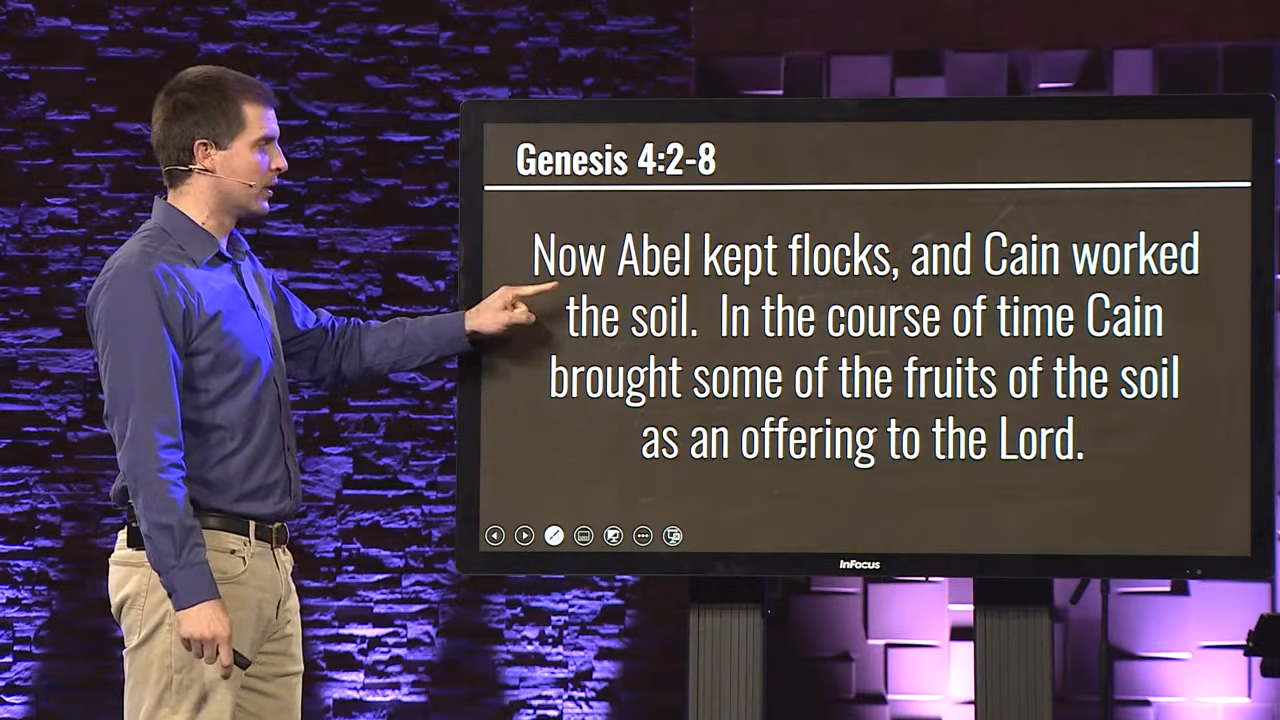 Genesis 4:2-8
Now Abel kept flocks, and Cain worked
the soil.  In the course of time Cain
brought some of the fruits of the soil
as an offering to the Lord.
InFocus